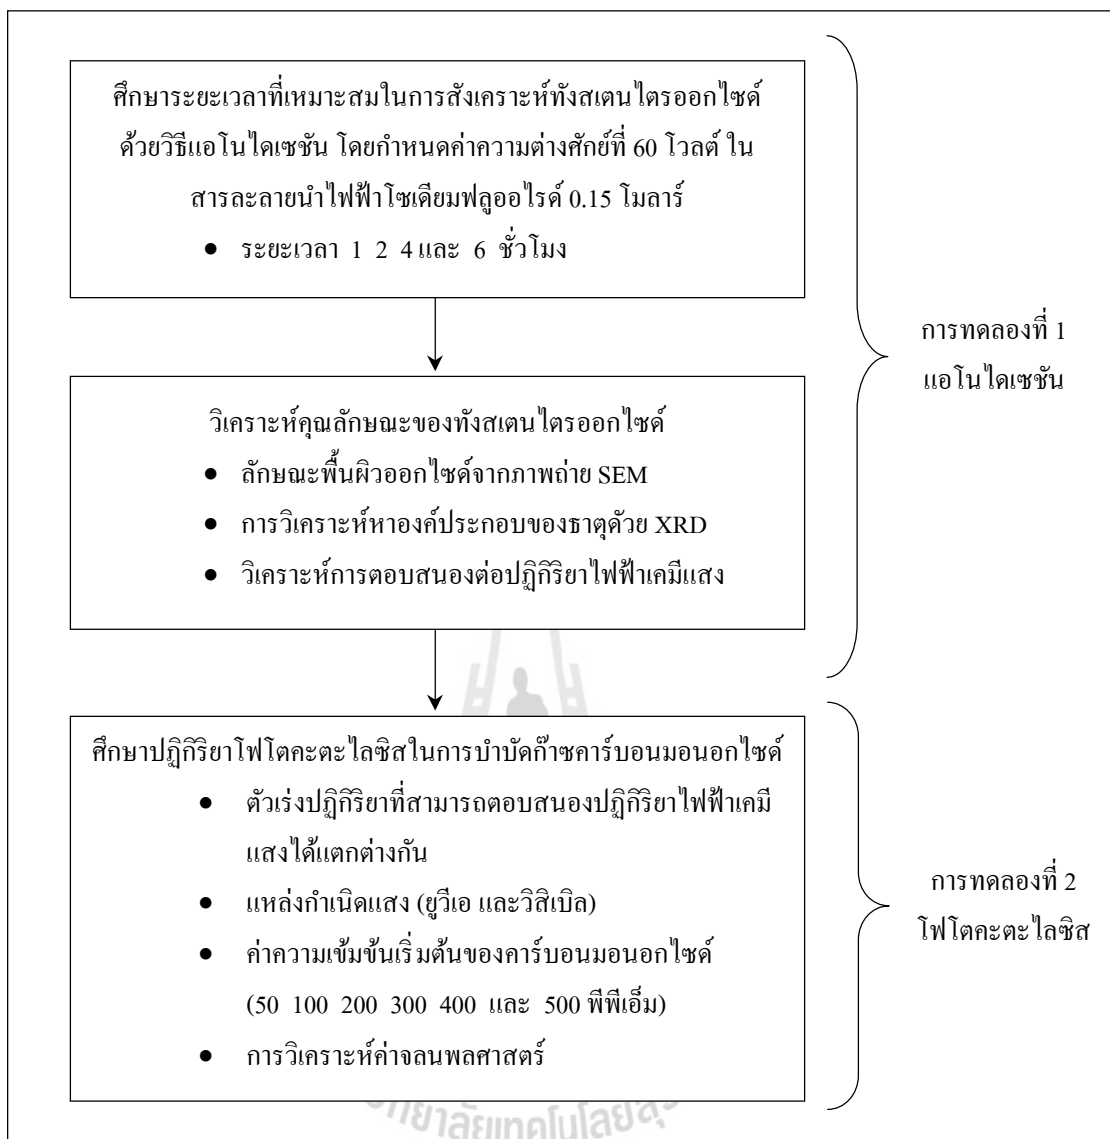 ศึกษาระยะเวลาที่เหมาะสมในการสังเคราะห์ทังสเตนไตรออกไซด์
ด้วยวิธีแอโนไดเซชัน โดยกำหนดค่าความต่างศักย์ที่ 60 โวลต์ ใน
สารละลายนำไฟฟ้าโซเดียมฟลูออไรด์ 0.15 โมลาร์
● ระยะเวลา 1 2 4 และ 6 ชั่วโมง
การทดลองที่ 1
แอโนไดเซชัน
วิเคราะห์คุณลักษณะของทังสเตนไตรออกไซด์
● ลักษณะพื้นผิวออกไซด์จากภาพถ่าย SEM
● การวิเคราะห์หาองค์ประกอบของธาตุด้วย XRD
● วิเคราะห์การตอบสนองต่อปฏิกิริยาไฟฟ้าเคมีแสง
ศึกษาปฏิกิริยาโฟโตคะตะไลซิสในการบำบัดก๊าซคาร์บอนมอนอกไซด์
● ตัวเร่งปฏิกิริยาที่สามารถตอบสนองปฏิกิริยาไฟฟ้าเคมี
แสงได้แตกต่างกัน
● แหล่งกำเนิดแสง (ยูวีเอ และวิสิเบิล)
● ค่าความเข้มข้นเริ่มต้นของคาร์บอนมอนอกไซด์
(50 100 200 300 400 และ 500 พีพีเอ็ม)
● การวิเคราะห์ค่าจลนพลศาสตร์
การทดลองที่ 2
โฟโตคะตะไลซิส